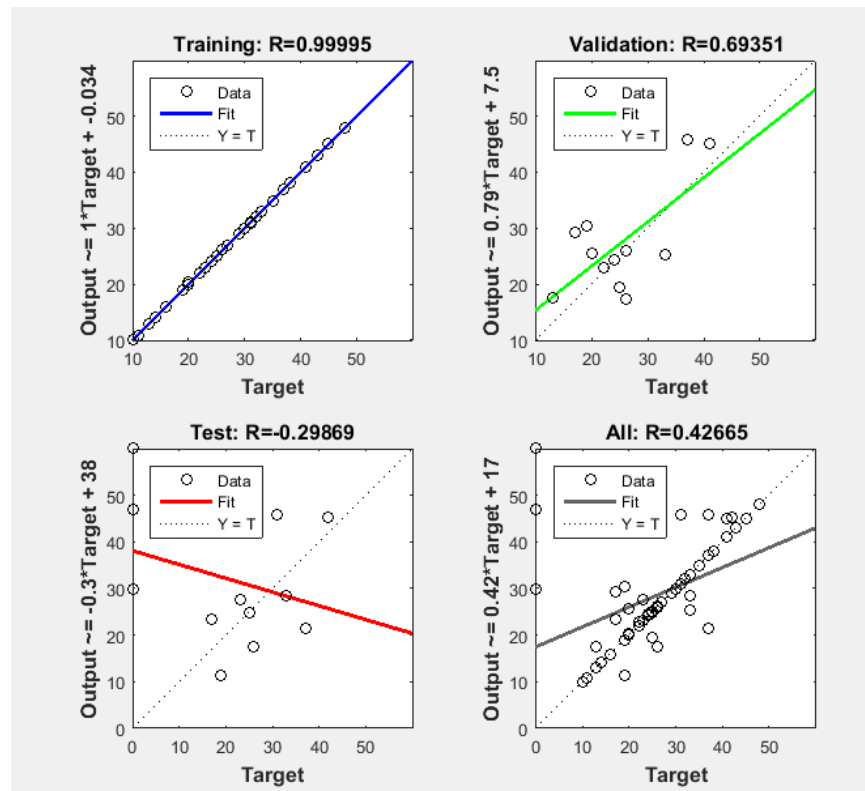 Training: R=0.99995
Output ~= 1*Target + -0.034
50
40
30
20
10
Data
Fit
Y = T
10
20
30
40
50
Target
Validation: R=0.69351
Output ~= 0.79*Target + 7.5
50
40
30
20
10
Data
Fit
Y = T
10
20
30
40
50
Target
Test: R=-0.29869
Output ~= -0.3*Target + 38
50
40
30
20
10
0
Data
Fit
Y = T
0
10
20
30
40
50
Target
All: R=0.42665
Output ~= 0.42*Target + 17
50
40
30
20
10
0
Data
Fit
Y = T
0
10
20
30
40
50
Target